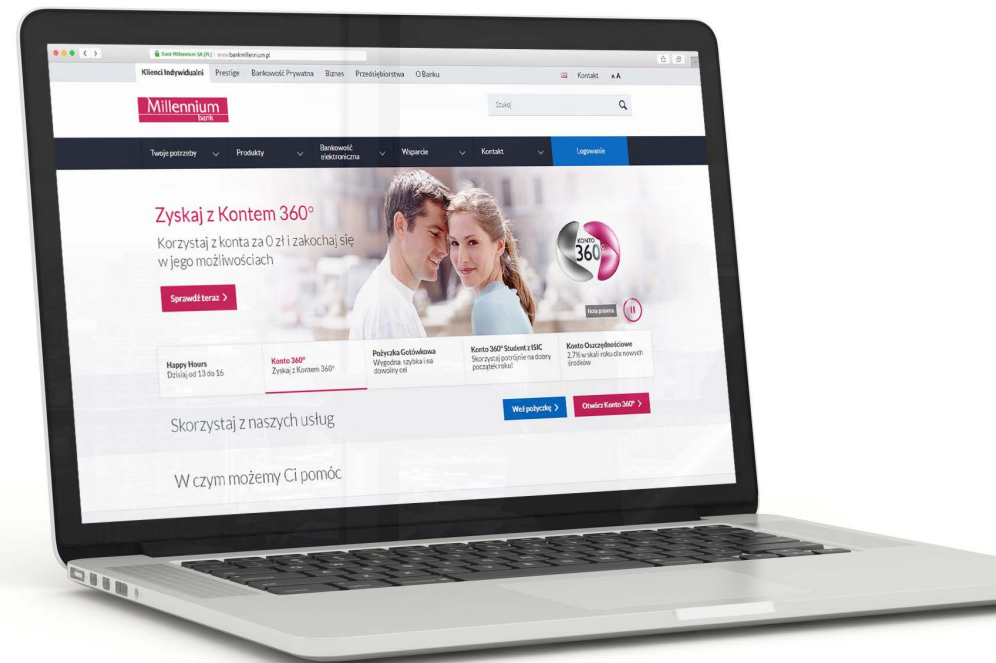 Bank Millennium SA [PL] | www.bankmillennium.pl
Klienci Indywidualni Prestige Bankowość Prywatna Biznes Przedsiębiorstwa O Banku Kontakt A A
Millennium
bank
Szukaj
Twoje potrzeby Produkty Bankowość elektroniczna Wsparcie Kontakt Logowanie
Zyskaj z Kontem 360°
Korzystaj z konta za 0 zł i zakochaj się
w jego możliwościach
Sprawdź teraz >
KONTO
360°
Nota prawna
Happy Hours
Dzisiaj od 13 do 16
Konto 360°
Zyskaj z Kontem 360°
Pożyczka Gotówkowa
Wygodna, szybka i na
dowolny cel
Konto 360° Student z ISIC
Skorzystaj potrójnie na dobry
początek roku!
Konto Oszczędnościowe
2,7% w skali roku dla nowych
środków
Skorzystaj z naszych usług
Weź pożyczkę >
Otwórz Konto 360° >
W czym możemy Ci pomóc